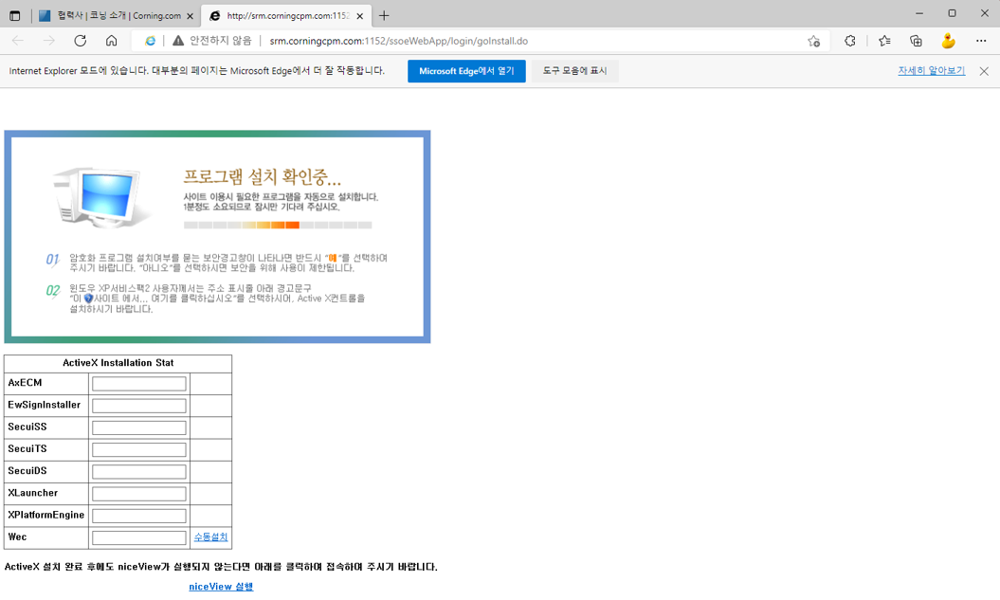 협력사 | 코닝 소개 | Corning.com
http://srm.corningcpm.com:1152
안전하지 않음
srm.corningcpm.com:1152/ssoeWebApp/login/goInstall.do
Internet Explorer 모드에 있습니다. 대부분의 페이지는 Microsoft Edge에서 더 잘 작동합니다.
Microsoft Edge에서 열기
도구 모음에 표시
자세히 알아보기
프로그램 설치 확인중...
사이트 이용시 필요한 프로그램을 자동으로 설치합니다.
1분정도 소요되므로 잠시만 기다려 주십시오.
01 암호화 프로그램 설치여부를 묻는 보안경고창이 나타나면 반드시 "예"를 선택하여
주시기 바랍니다. "아니오"를 선택하시면 보안을 위해 사용이 제한됩니다.
02 윈도우 XP서비스팩2 사용자께서는 주소 표시줄 아래 경고문구
"이 사이트 에서... 여기를 클릭하십시오"를 선택하시어, Active X컨트롤을
설치하시기 바랍니다.
ActiveX Installation Stat
AxECM
EwSignInstaller
SecuiSS
SecuiTS
SecuiDS
XLauncher
XPlatformEngine
Wec 수동설치
ActiveX 설치 완료 후에도 niceView가 실행되지 않는다면 아래를 클릭하여 접속하여 주시기 바랍니다.
niceView 실행